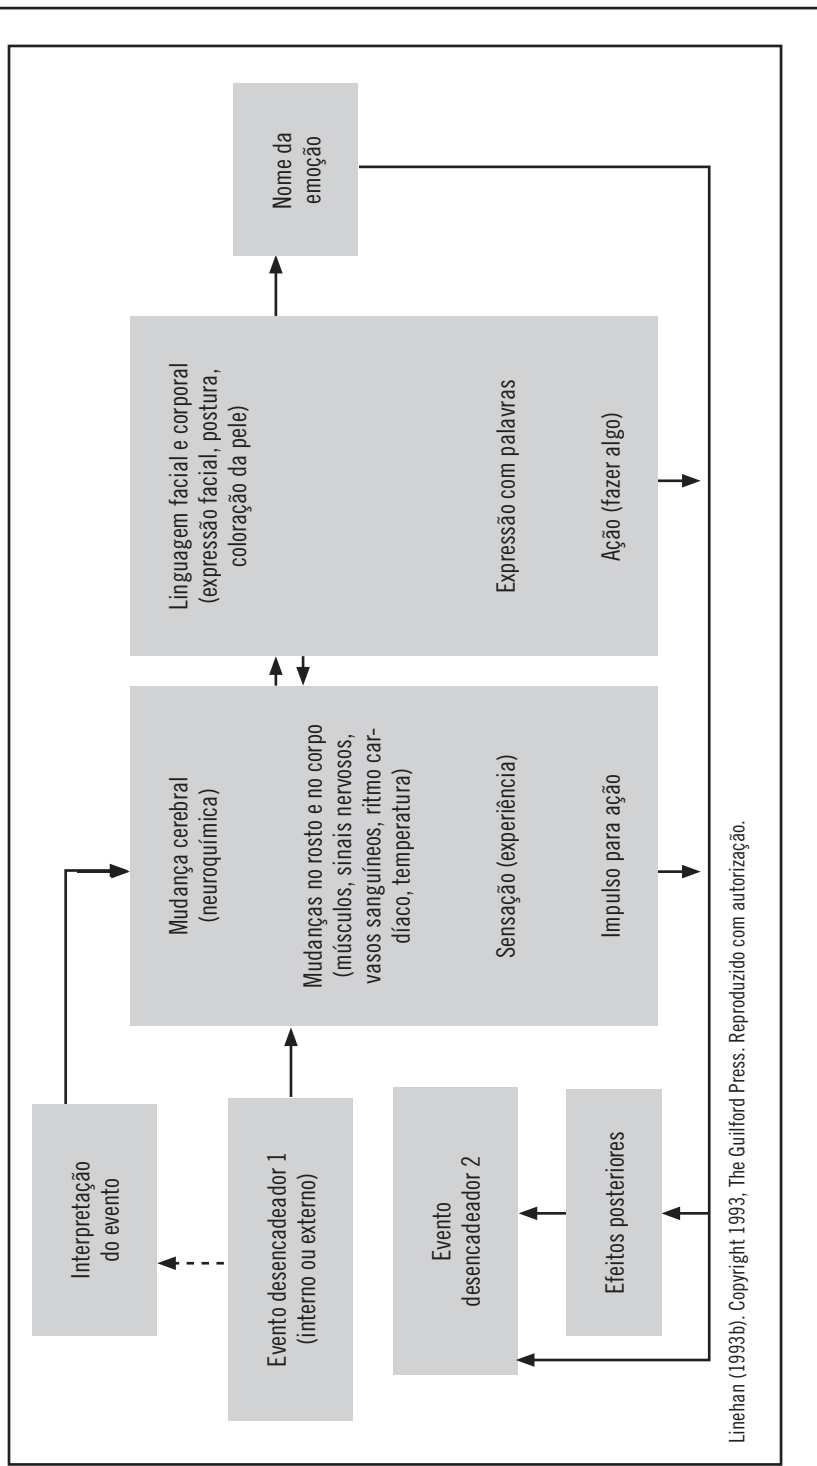 Interpretação
do evento
Evento desencadeador 1
(interno ou externo)
Evento
desencadeador 2
Efeitos posteriores
Mudança cerebral
(neuroquímica)
Mudanças no rosto e no corpo
(músculos, sinais nervosos,
vasos sanguíneos, ritmo car-
díaco, temperatura)
Sensação (experiência)
Impulso para ação
Linguagem facial e corporal
(expressão facial, postura,
coloração da pele)
Expressão com palavras
Ação (fazer algo)
Nome da
emoção
Linehan (1993b). Copyright 1993, The Guilford Press. Reproduzido com autorização.